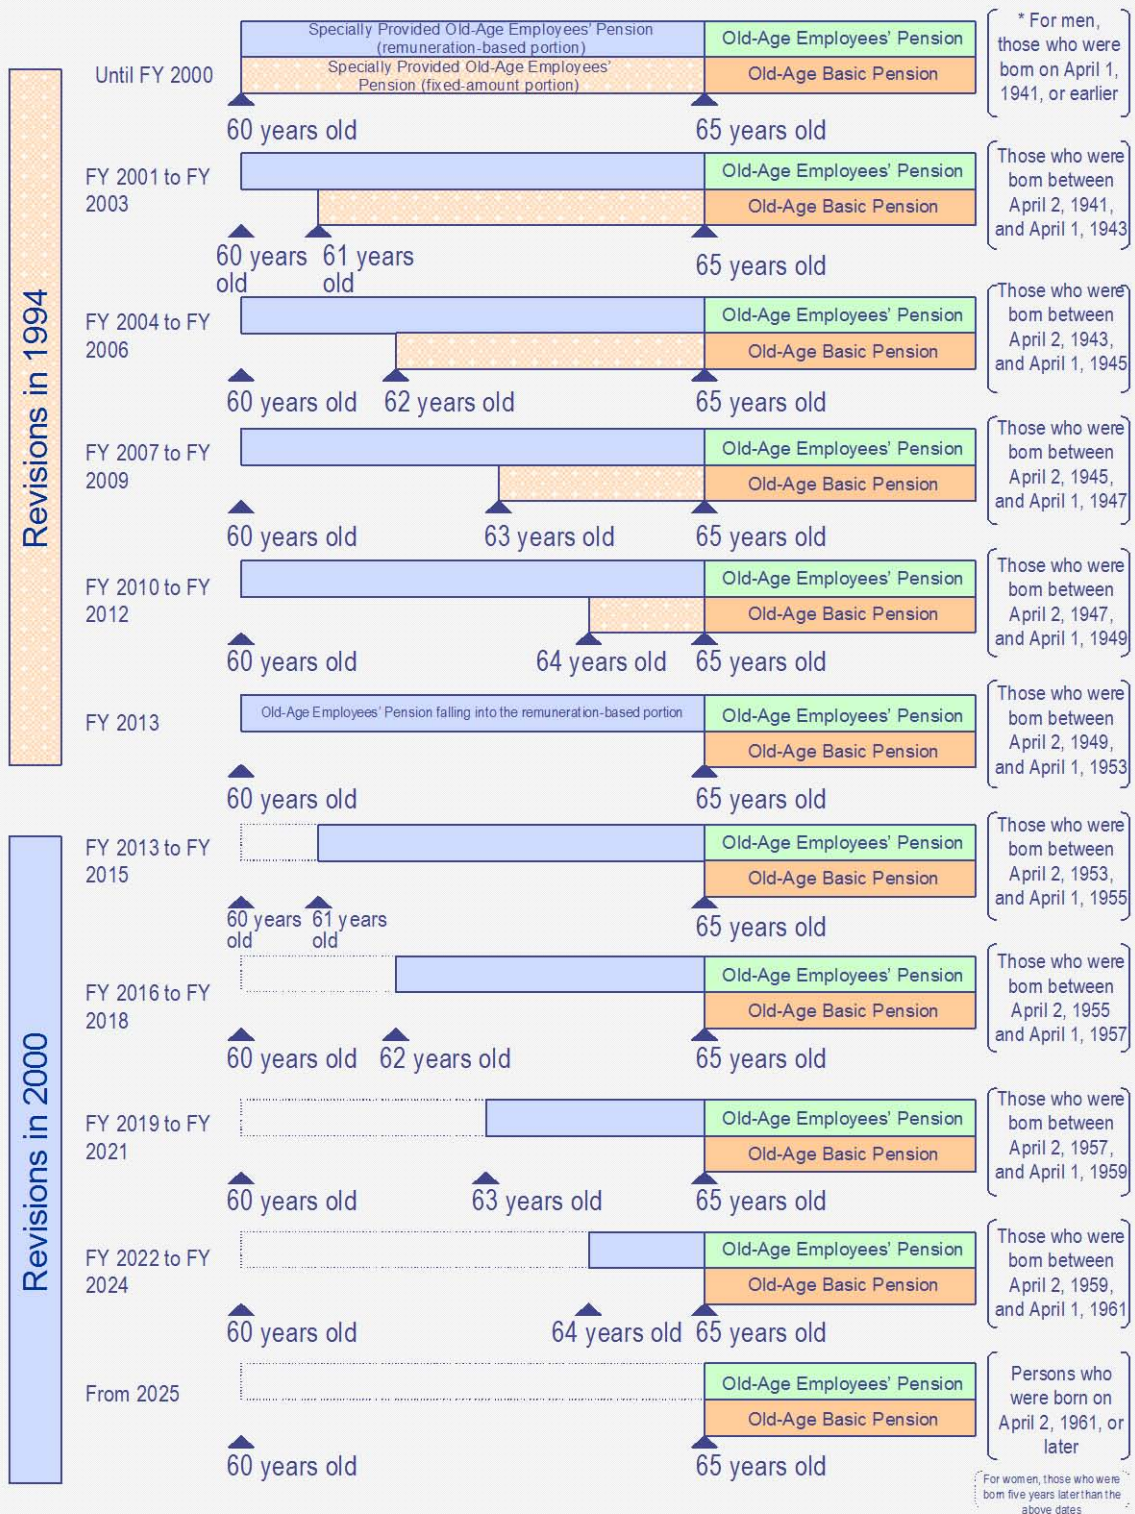 Specially Provided Old-Age Employees' Pension
(remuneration-based portion)
Old-Age Employees' Pension
Until FY 2000
Specially Provided Old-Age Employees'
Pension (fixed-amount portion)
Old-Age Basic Pension
60 years old
65 years old
* For men,
those who were
born on April 1,
1941, or earlier
Revisions in 1994
FY 2001 to FY
2003
Old-Age Employees' Pension
Old-Age Basic Pension
60 years
old
61 years
old
65 years old
Those who were
born between
April 2, 1941,
and April 1, 1943
FY 2004 to FY
2006
Old-Age Employees' Pension
Old-Age Basic Pension
60 years old
62 years old
65 years old
Those who were
born between
April 2, 1943,
and April 1, 1945
FY 2007 to FY
2009
Old-Age Employees' Pension
Old-Age Basic Pension
60 years old
63 years old
65 years old
Those who were
born between
April 2, 1945,
and April 1, 1947
FY 2010 to FY
2012
Old-Age Employees' Pension
Old-Age Basic Pension
60 years old
64 years old
65 years old
Those who were
born between
April 2, 1947,
and April 1, 1949
FY 2013
Old-Age Employees' Pension falling into the remuneration-based portion
Old-Age Employees' Pension
Old-Age Basic Pension
60 years old
65 years old
Those who were
born between
April 2, 1949,
and April 1, 1953
Revisions in 2000
FY 2013 to FY
2015
Old-Age Employees' Pension
Old-Age Basic Pension
60 years
old
61 years
old
65 years old
Those who were
born between
April 2, 1953,
and April 1, 1955
FY 2016 to FY
2018
Old-Age Employees' Pension
Old-Age Basic Pension
60 years old
62 years old
65 years old
Those who were
born between
April 2, 1955
and April 1, 1957
FY 2019 to FY
2021
Old-Age Employees' Pension
Old-Age Basic Pension
60 years old
63 years old
65 years old
Those who were
born between
April 2, 1957,
and April 1, 1959
FY 2022 to FY
2024
Old-Age Employees' Pension
Old-Age Basic Pension
60 years old
64 years old
65 years old
Those who were
born between
April 2, 1959,
and April 1, 1961
From 2025
Old-Age Employees' Pension
Old-Age Basic Pension
60 years old
65 years old
Persons who
were born on
April 2, 1961, or
later
For women, those who were
born five years later than the
above dates